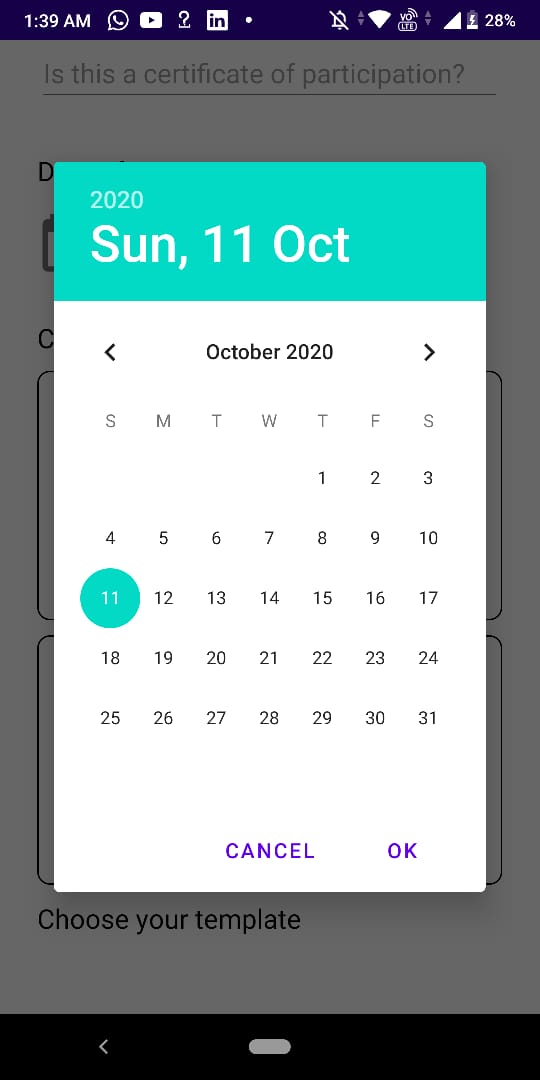 1:39 AM 28%
Is this a certificate of participation?
2020
Sun, 11 Oct
October 2020
S M T W T F S
1 2 3
4 5 6 7 8 9 10
11 12 13 14 15 16 17
18 19 20 21 22 23 24
25 26 27 28 29 30 31
CANCEL OK
Choose your template